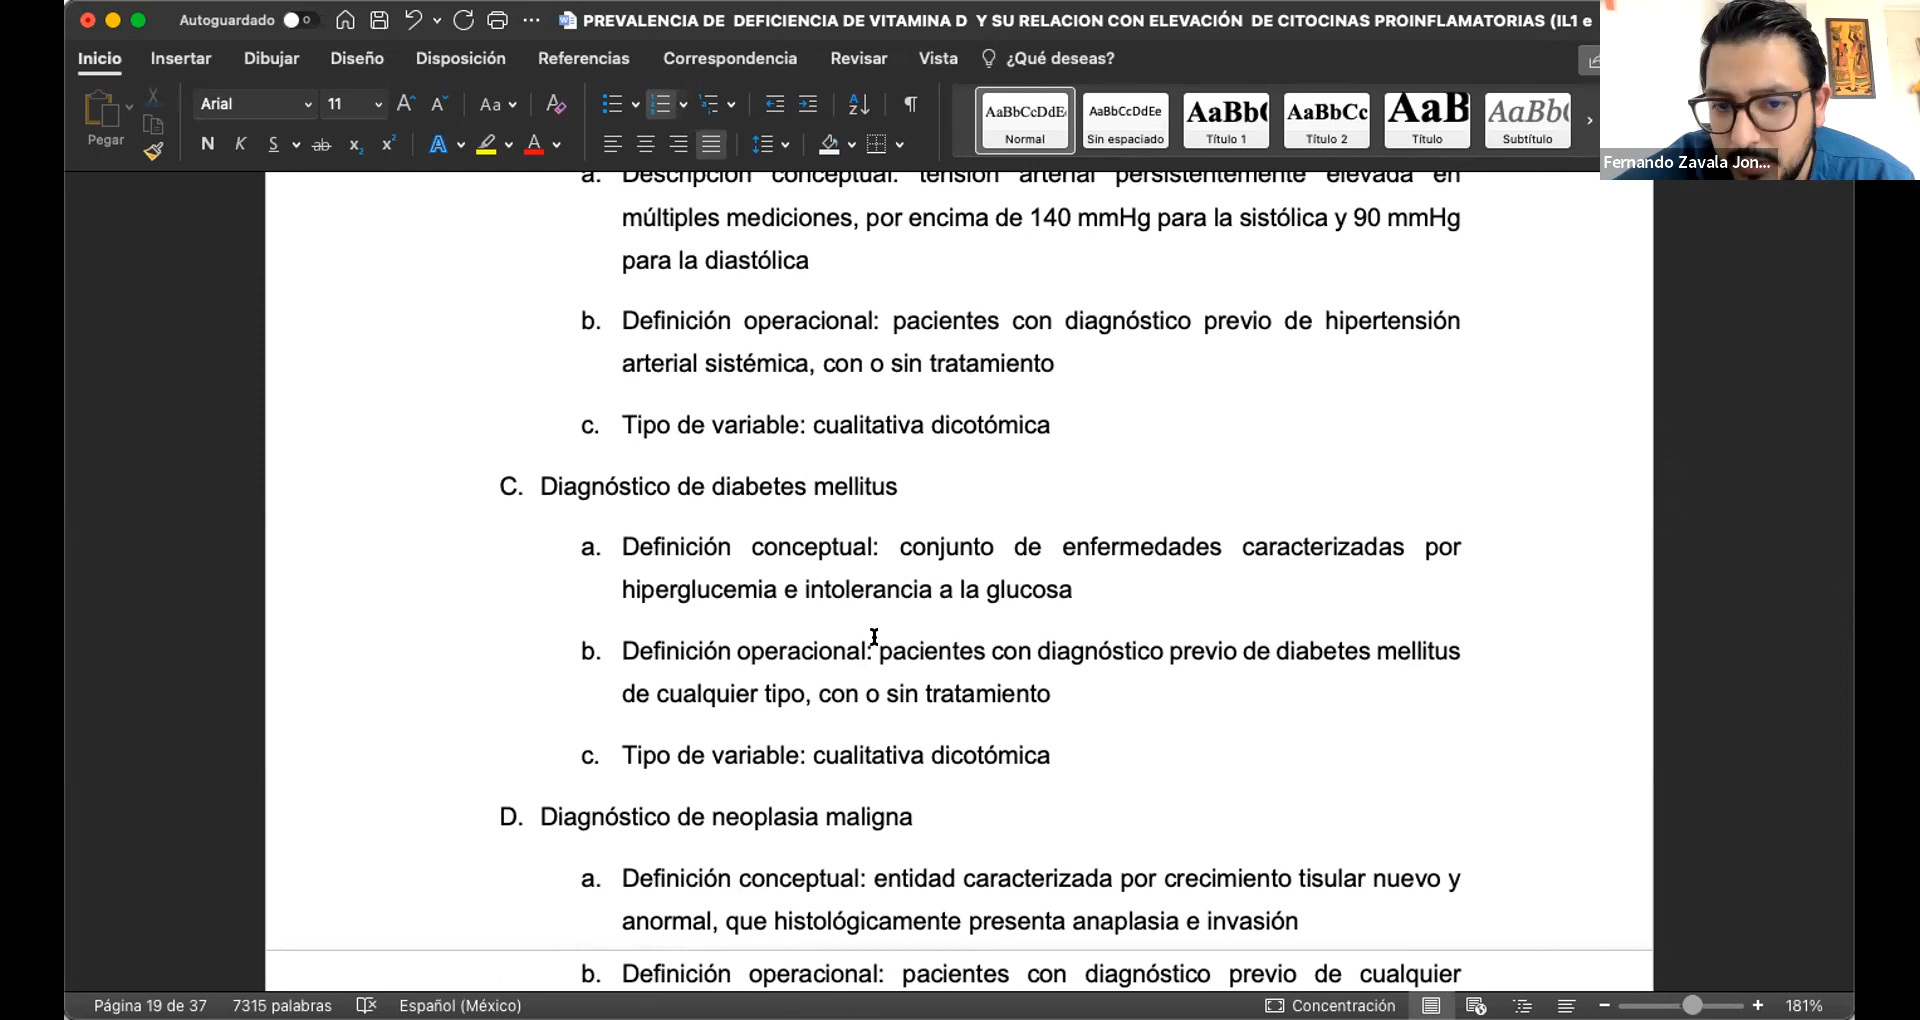 Autoguardado
PREVALENCIA DE DEFICIENCIA DE VITAMINA D Y SU RELACION CON ELEVACIÓN DE CITOCINAS PROINFLAMATORIAS (IL1 e
Inicio Insertar Dibujar Diseño Disposición Referencias Correspondencia Revisar Vista ¿Qué deseas?
Pegar
Arial 11
AaBbCcDdE Normal
AaBbCcDdEe Sin espaciado
AaBb( Título 1
AaBbCc Título 2
AaB Título
AaBb( Subtítulo
Fernando Zavala Jon...
a. Descripción conceptual: tensión arterial persistentemente elevada en
múltiples mediciones, por encima de 140 mmHg para la sistólica y 90 mmHg
para la diastólica
b. Definición operacional: pacientes con diagnóstico previo de hipertensión
arterial sistémica, con o sin tratamiento
c. Tipo de variable: cualitativa dicotómica
C. Diagnóstico de diabetes mellitus
a. Definición conceptual: conjunto de enfermedades caracterizadas por
hiperglucemia e intolerancia a la glucosa
b. Definición operacional: pacientes con diagnóstico previo de diabetes mellitus
de cualquier tipo, con o sin tratamiento
c. Tipo de variable: cualitativa dicotómica
D. Diagnóstico de neoplasia maligna
a. Definición conceptual: entidad caracterizada por crecimiento tisular nuevo y
anormal, que histológicamente presenta anaplasia e invasión
b. Definición operacional: pacientes con diagnóstico previo de cualquier
Página 19 de 37 7315 palabras Español (México) Concentración 181%